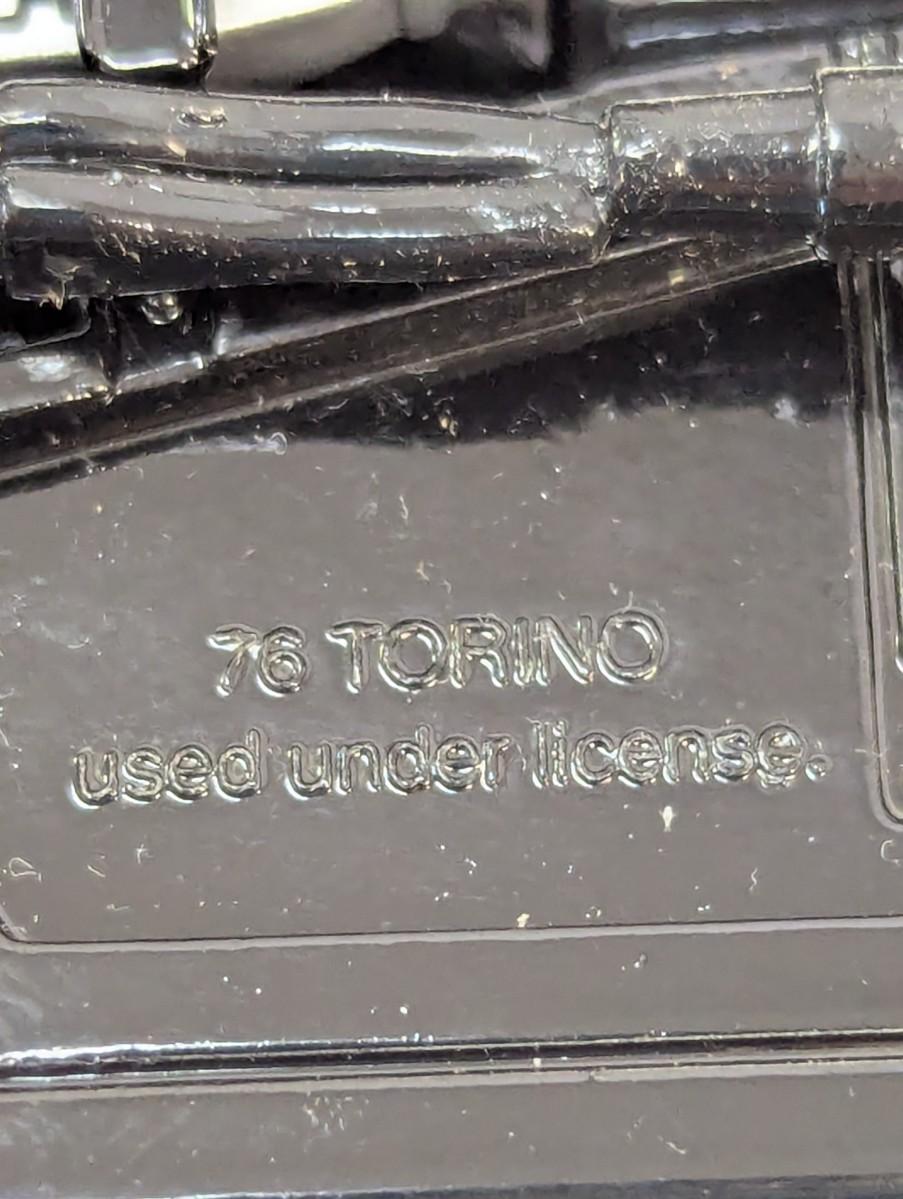 76 TORINO
used under license.